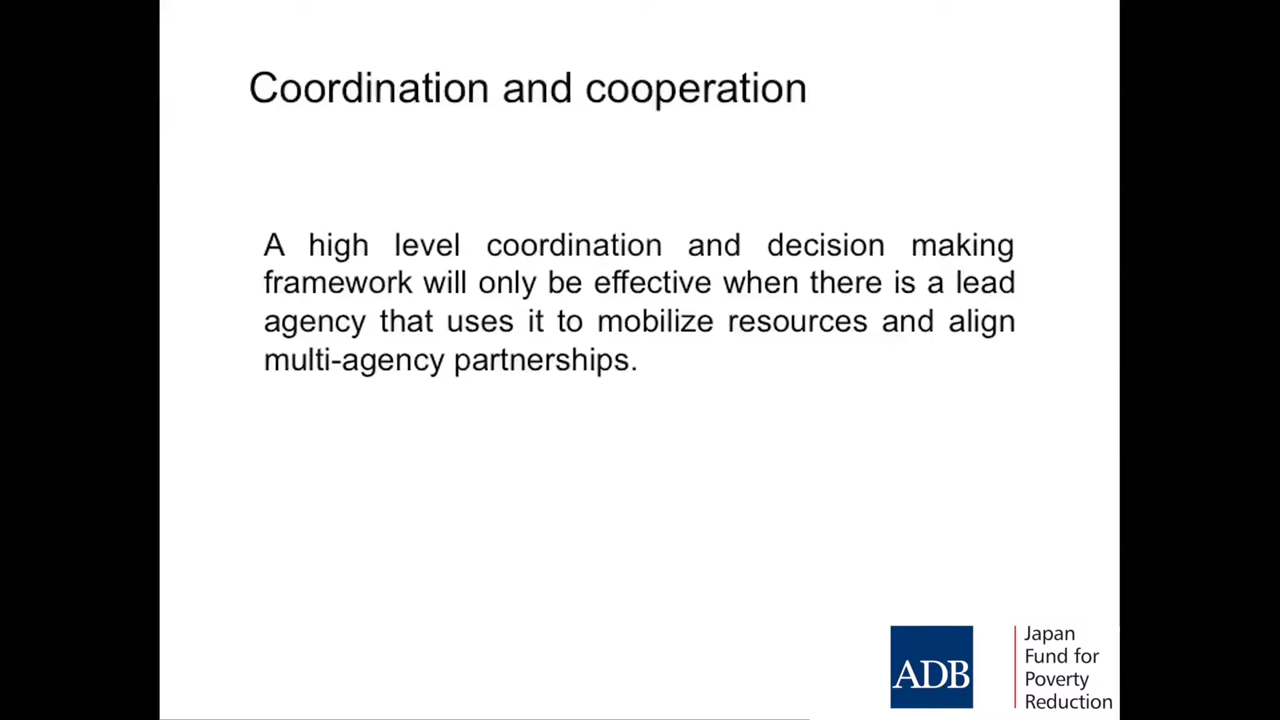 Coordination and cooperation
A high level coordination and decision making
framework will only be effective when there is a lead
agency that uses it to mobilize resources and align
multi-agency partnerships.
ADB
Japan
Fund for
Poverty
Reduction